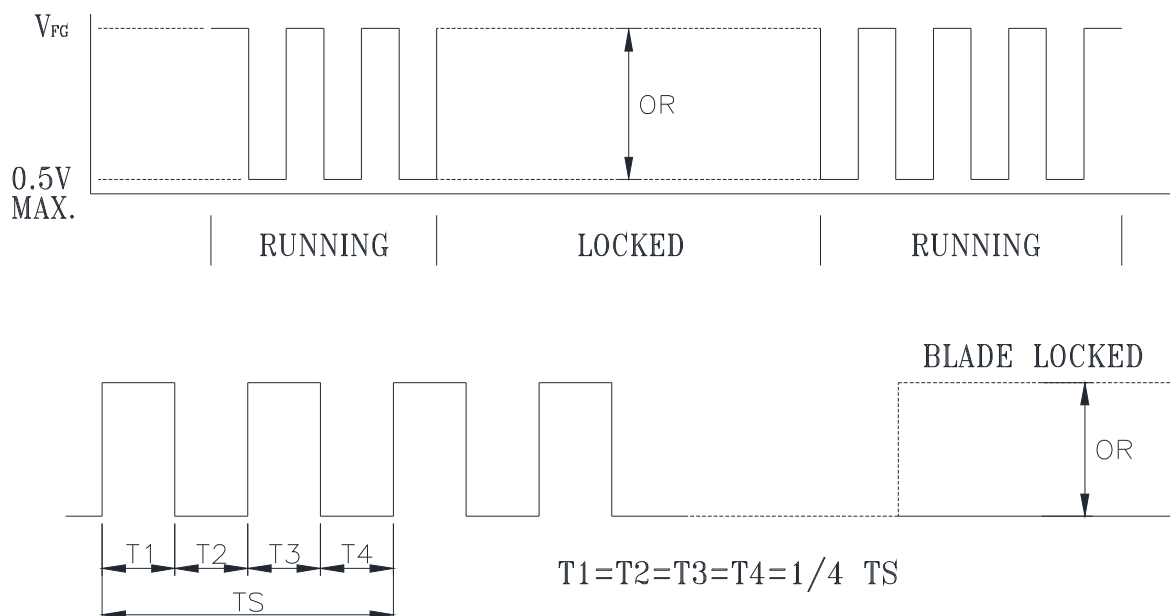 VFG
OR
0.5V
MAX.
RUNNING LOCKED RUNNING
BLADE LOCKED
OR
T1 T2 T3 T4
T1=T2=T3=T4=1/4 TS
TS